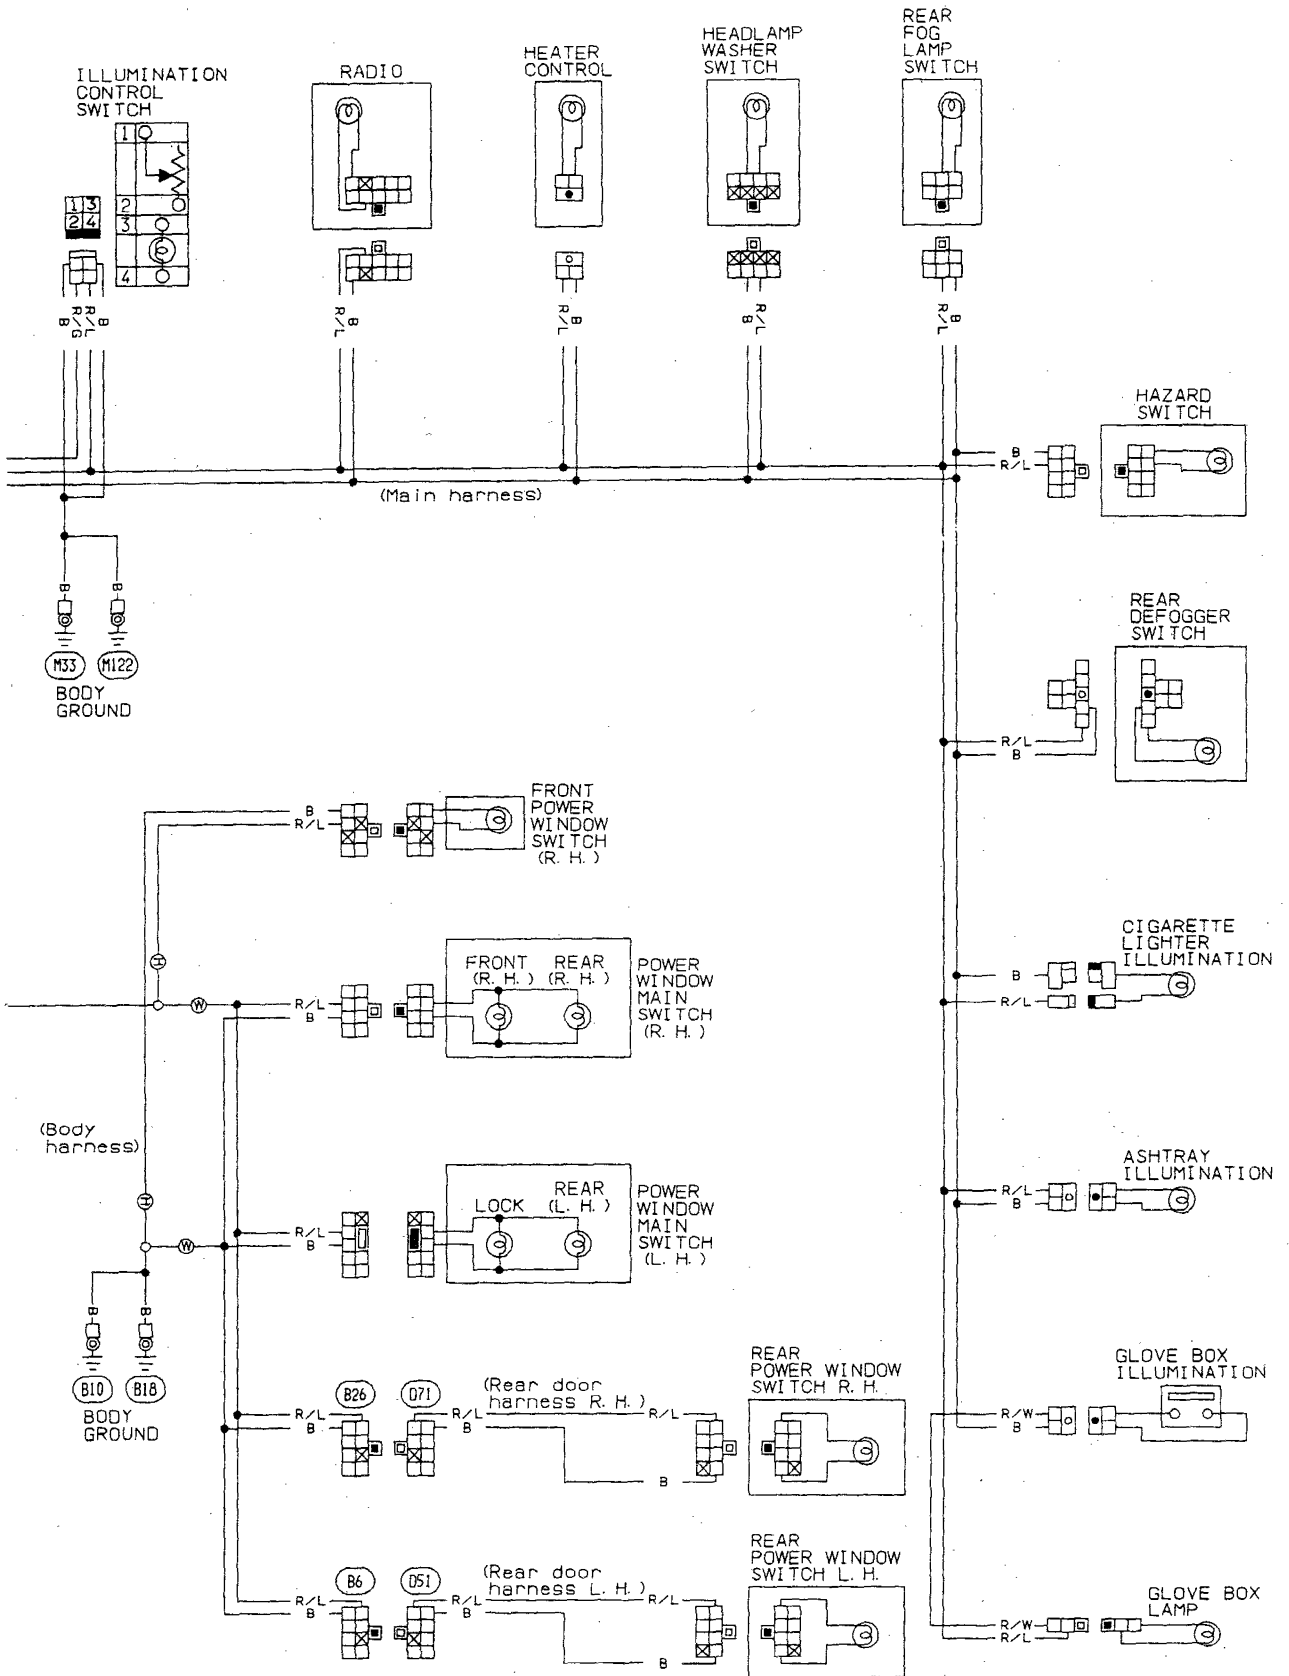 REAR
FOG
LAMP
SWITCH
HEADLAMP
WASHER
SWITCH
HEATER
CONTROL
RADIO
ILLUMINATION
CONTROL
SWITCH
1
2
3
4
1 3
2 4
B
R/G
R/L
B
R/L
B
R/L
B
B
R/L
R/L
B
HAZARD
SWITCH
B
R/L
(Main harness)
B
B
M33
M122
BODY
GROUND
REAR
DEFOGGER
SWITCH
R/L
B
FRONT
POWER
WINDOW
SWITCH
(R. H.)
B
R/L
CIGARETTE
LIGHTER
ILLUMINATION
B
R/L
H
W
R/L
B
FRONT
(R. H.)
REAR
(R. H.)
POWER
WINDOW
MAIN
SWITCH
(R. H.)
(Body
harness)
ASHTRAY
ILLUMINATION
R/L
B
H
W
R/L
B
LOCK
REAR
(L. H.)
POWER
WINDOW
MAIN
SWITCH
(L. H.)
B
B
B10
B18
BODY
GROUND
GLOVE BOX
ILLUMINATION
R/W
B
REAR
POWER WINDOW
SWITCH R. H.
(Rear door
harness R. H.)
B26
D71
R/L
B
R/L
B
R/L
B
REAR
POWER WINDOW
SWITCH L. H.
(Rear door
harness L. H.)
B6
D51
R/L
B
R/L
B
R/L
B
GLOVE BOX
LAMP
R/W
R/L